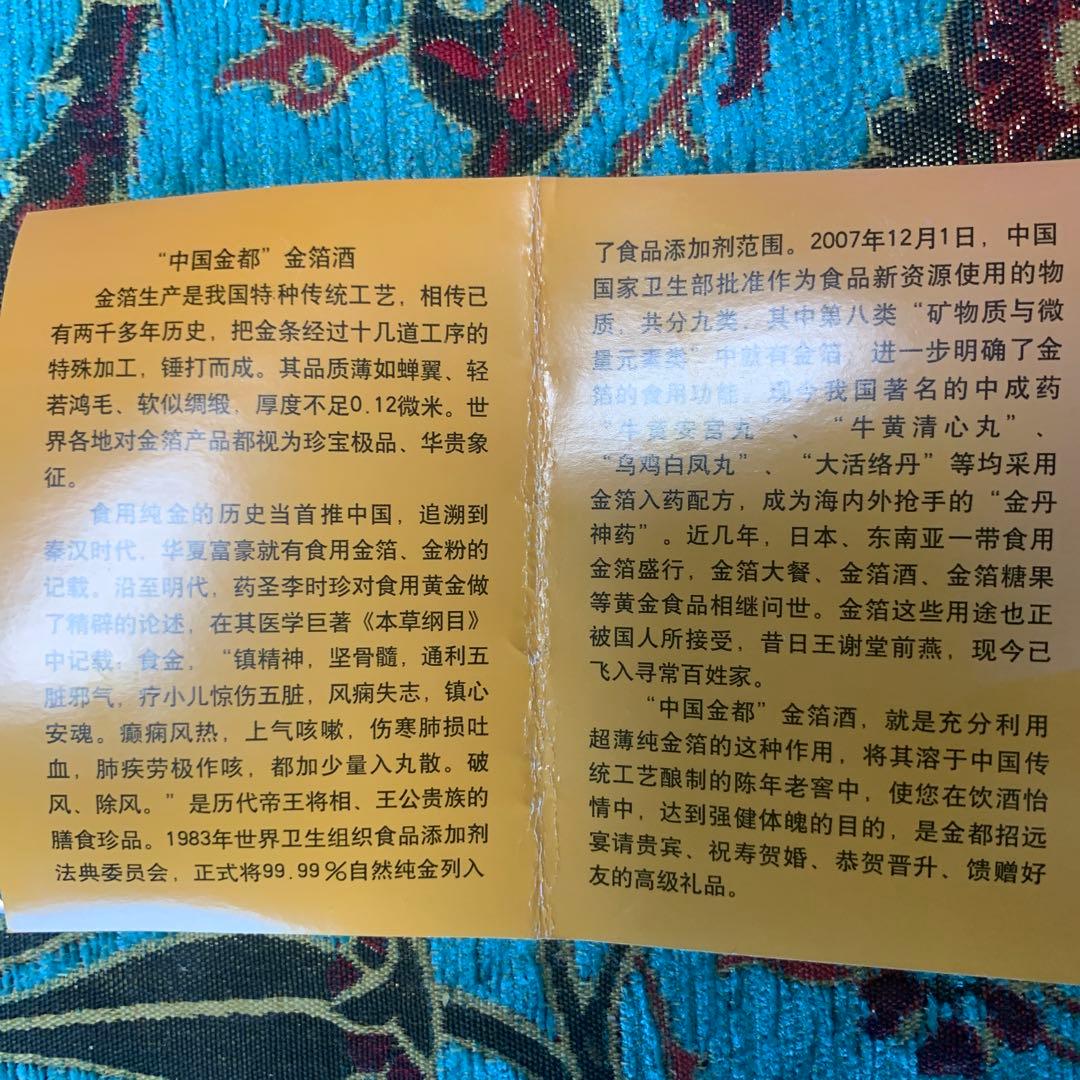 “中国金都”金箔酒
金箔生产是我国特种传统工艺，相传已
有两千多年历史，把金条经过十几道工序的
特殊加工，锤打而成。其品质薄如蝉翼、轻
若鸿毛、软似绸缎，厚度不足0.12微米。世
界各地对金箔产品都视为珍宝极品、华贵象
征。
食用纯金的历史当首推中国，追溯到
秦汉时代，华夏富豪就有食用金箔、金粉的
记载。沿至明代，药圣李时珍对食用黄金做
了精辟的论述，在其医学巨著《本草纲目》
中记载：食金，“镇精神，坚骨髓，通利五
脏邪气，疗小儿惊伤五脏，风痫失志，镇心
安魂。癫痫风热，上气咳嗽，伤寒肺损吐
血，肺疾劳极作咳，都加少量入丸散。破
风、除风。”是历代帝王将相、王公贵族的
膳食珍品。1983年世界卫生组织食品添加剂
法典委员会，正式将99.99%自然纯金列入
了食品添加剂范围。2007年12月1日，中国
国家卫生部批准作为食品新资源使用的物
质，共分九类，其中第八类“矿物质与微
量元素类”中就有金箔，进一步明确了金
箔的食用功能。现今我国著名的中成药
“牛黄安宫丸”、“牛黄清心丸”、
“乌鸡白凤丸”、“大活络丹”等均采用
金箔入药配方，成为海内外抢手的“金丹
神药”。近几年，日本、东南亚一带食用
金箔盛行，金箔大餐、金箔酒、金箔糖果
等黄金食品相继问世。金箔这些用途也正
被国人所接受，昔日王谢堂前燕，现今已
飞入寻常百姓家。
“中国金都”金箔酒，就是充分利用
超薄纯金箔的这种作用，将其溶于中国传
统工艺酿制的陈年老窖中，使您在饮酒怡
情中，达到强健体魄的目的，是金都招远
宴请贵宾、祝寿贺婚、恭贺晋升、馈赠好
友的高级礼品。